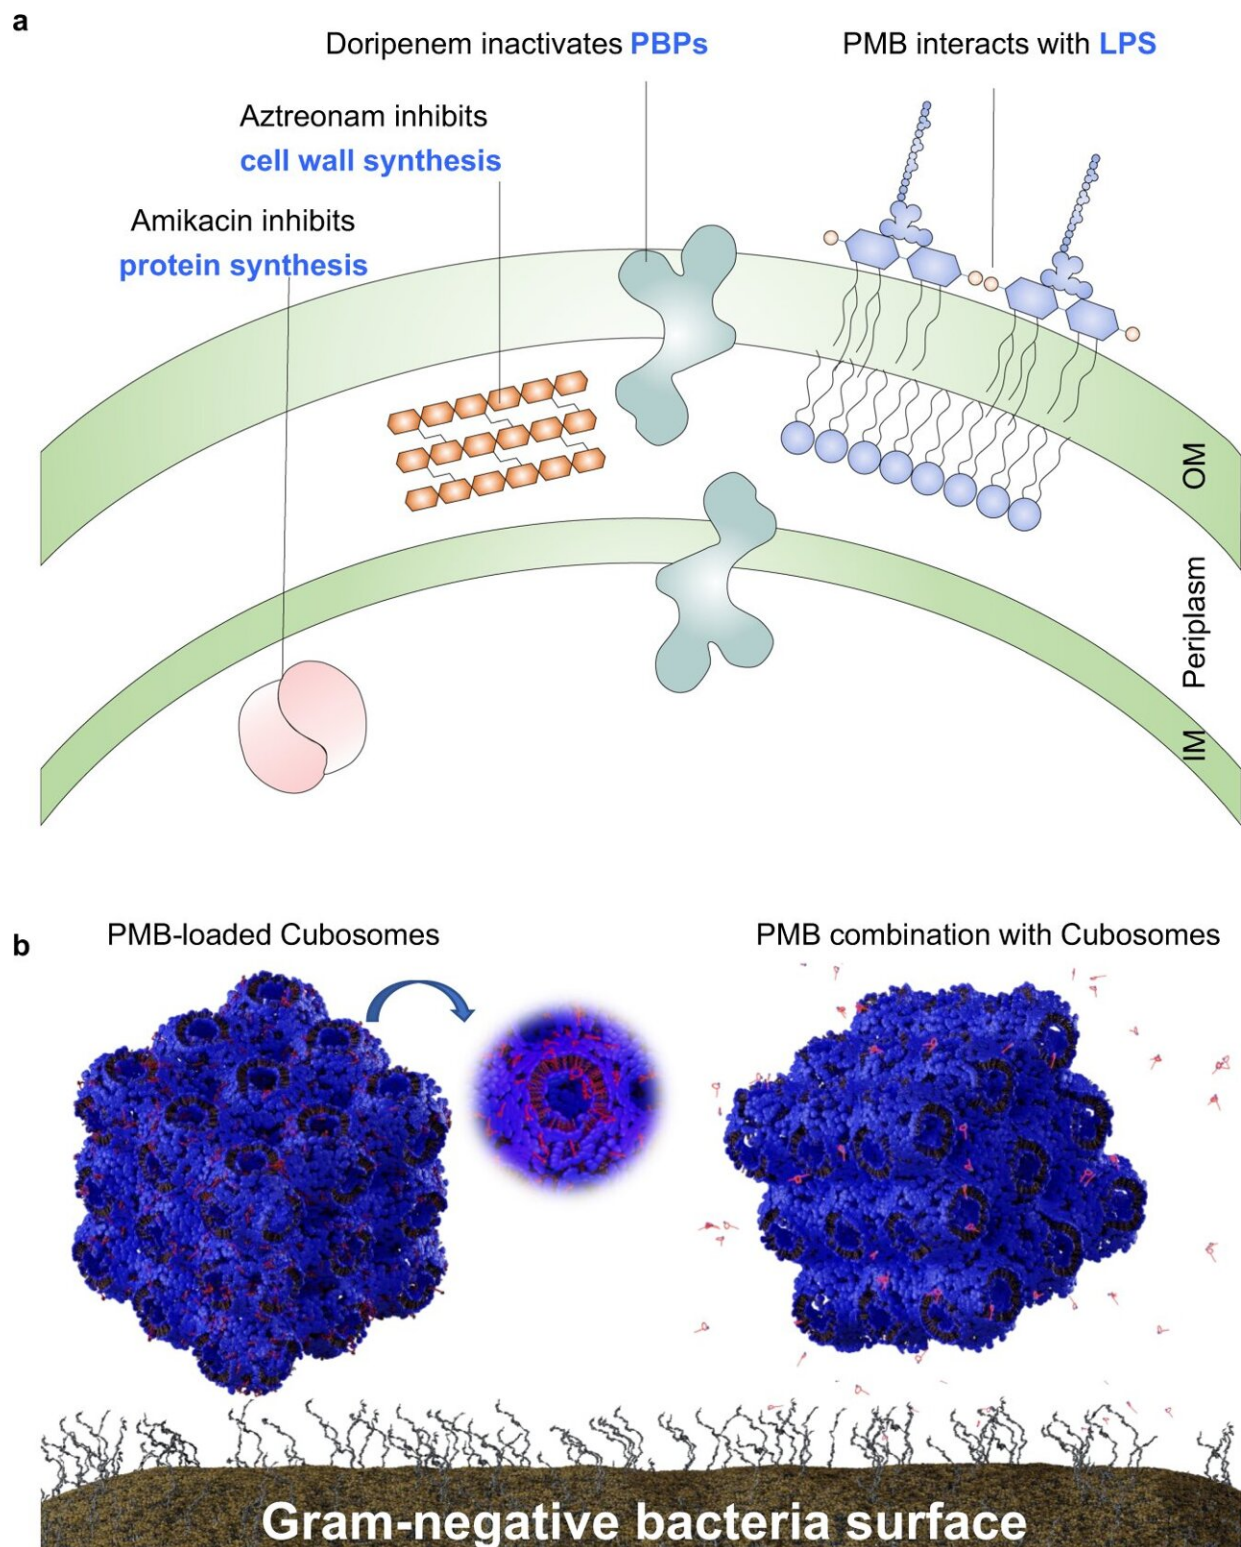 a
Doripenem inactivates PBPs
PMB interacts with LPS
Aztreonam inhibits
cell wall synthesis
Amikacin inhibits
protein synthesis
OM
Periplasm
IM
b
PMB-loaded Cubosomes
PMB combination with Cubosomes
Gram-negative bacteria surface